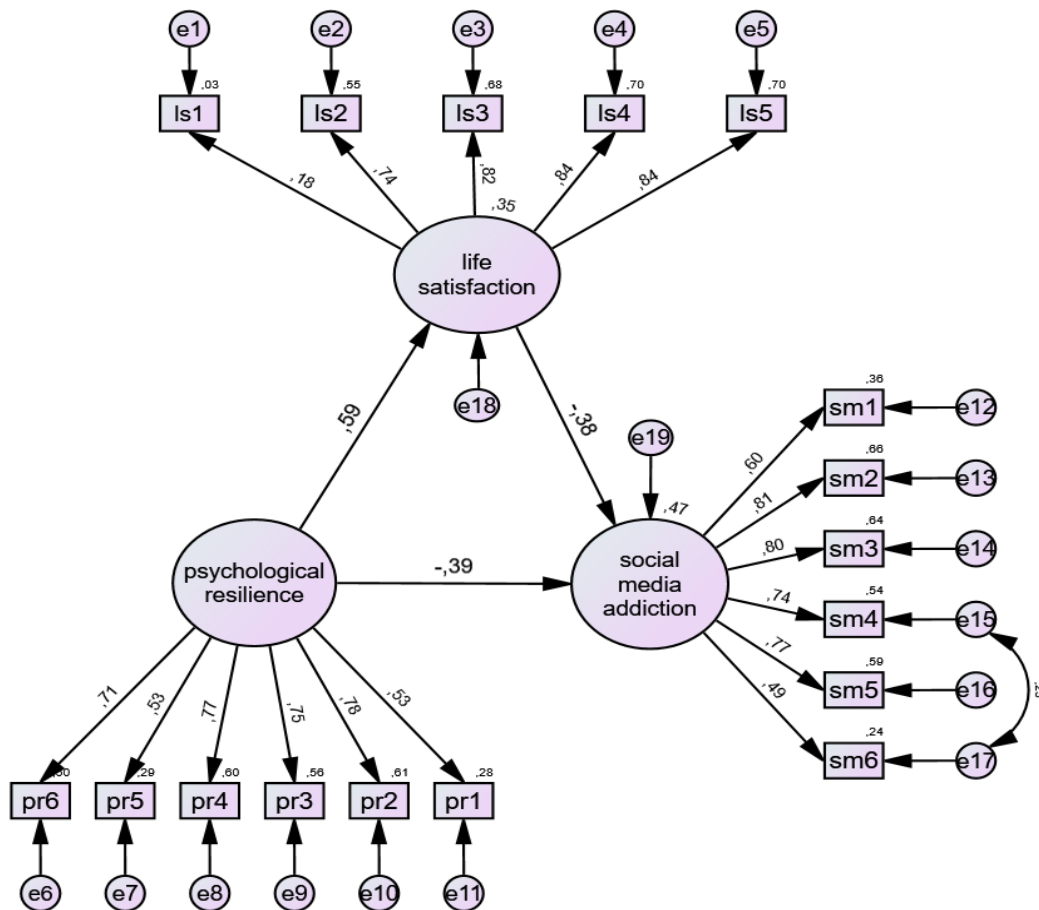 e1 e2 e3 e4 e5
,03 ,55 ,68 ,70 ,70
ls1 ls2 ls3 ls4 ls5
,18 ,74 ,82 ,84 ,84
,35
life
satisfaction
e18
,59
-,38
e19
,47
psychological
resilience
-,39
social
media
addiction
,36
sm1 e12
,60
,66
sm2 e13
,81
,64
sm3 e14
,80
,54
sm4 e15
,74
,59
sm5 e16
,77
,24
sm6 e17
,49
,71 ,53 ,77 ,75 ,78 ,53
,29 ,60 ,56 ,61 ,28
pr6 pr5 pr4 pr3 pr2 pr1
e6 e7 e8 e9 e10 e11